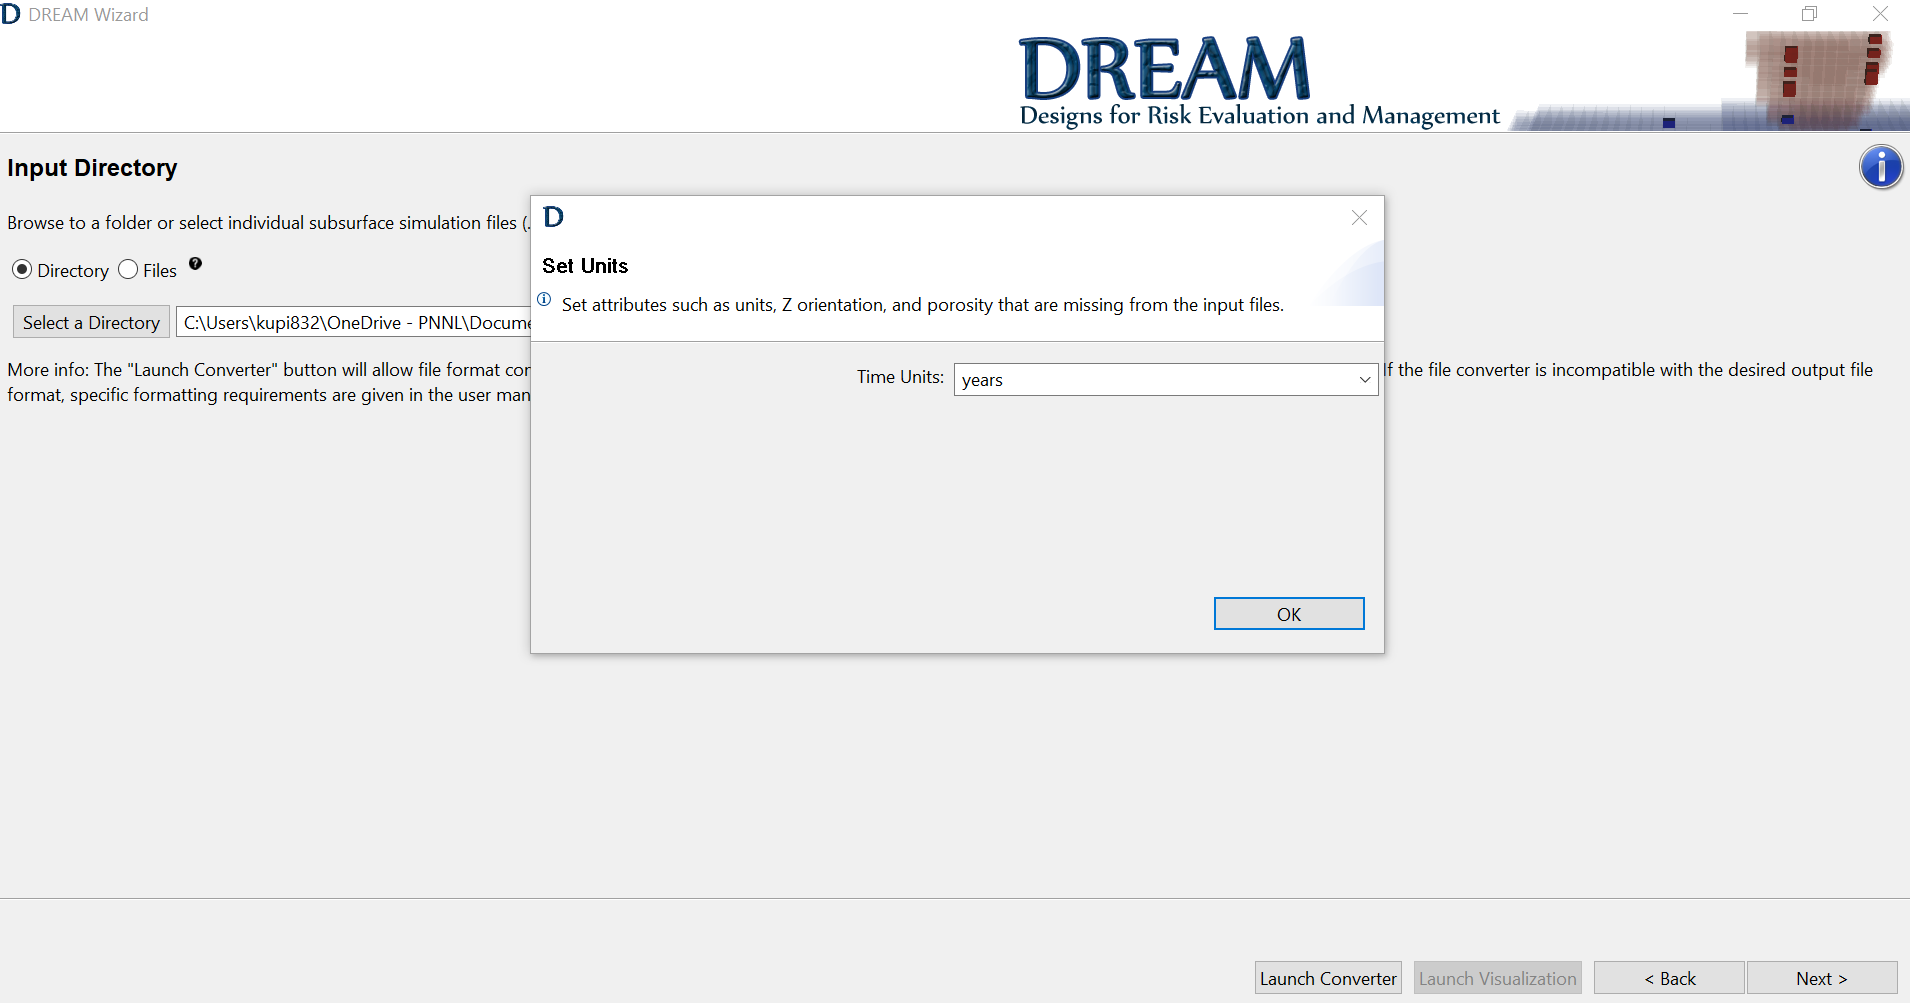 DREAM Wizard
DREAM
Designs for Risk Evaluation and Management
Input Directory
Browse to a folder or select individual subsurface simulation files (.
Directory Files
Select a Directory C:\Users\kupi832\OneDrive - PNNL\Docume
More info: The "Launch Converter" button will allow file format cor
If the file converter is incompatible with the desired output file
format, specific formatting requirements are given in the user man
D
Set Units
Set attributes such as units, Z orientation, and porosity that are missing from the input files.
Time Units: years
OK
Launch Converter Launch Visualization < Back Next >